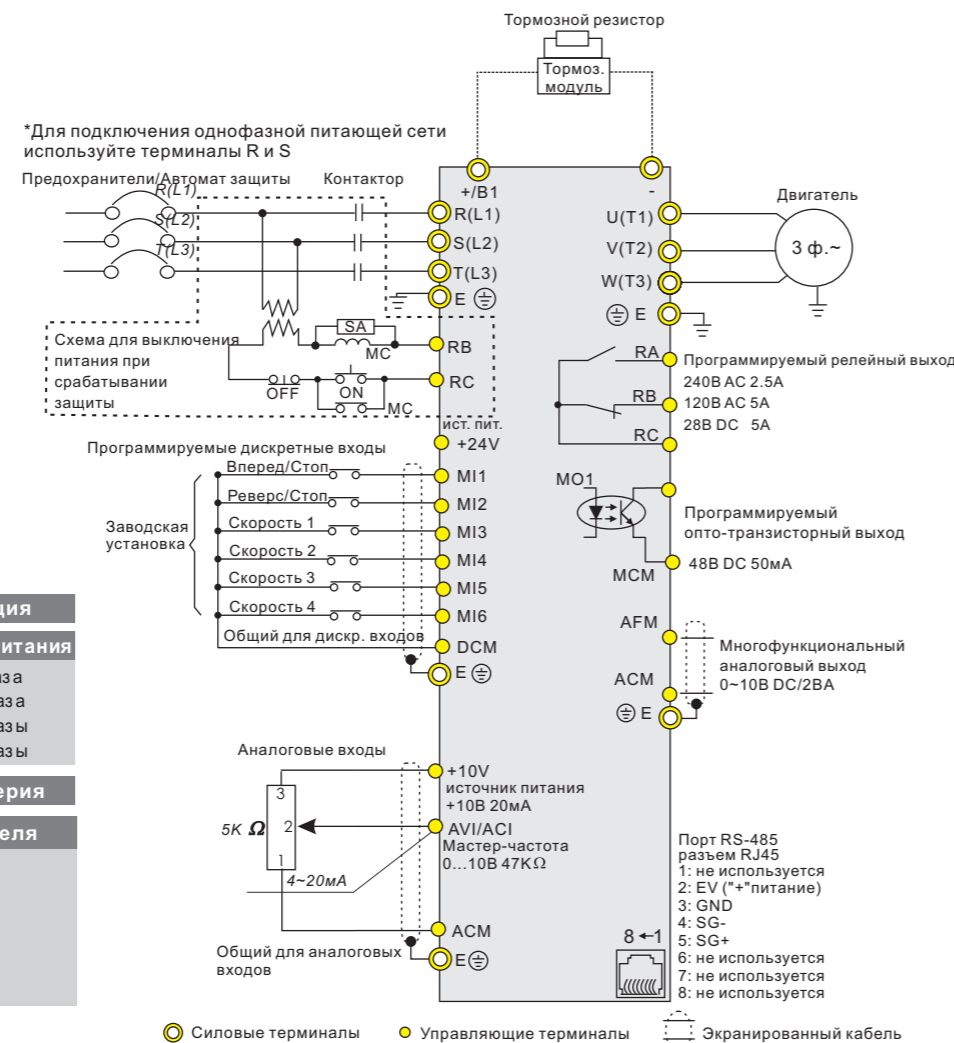 Тормозной резистор
Тормоз.
модуль
*Для подключения однофазной питающей сети
используйте терминалы R и S
Предохранители/Автомат защиты
Контактор
R(L1)
S(L2)
T(L3)
+/B1
-
R(L1)
S(L2)
T(L3)
E
U(T1)
V(T2)
W(T3)
E
Двигатель
3 ф.~
Схема для выключения
питания при
срабатывании
защиты
SA
MC
OFF
ON
MC
RB
RC
RA
RB
RC
Программируемый релейный выход
240В AC 2.5A
120В AC 5A
28В DC 5A
ист. пит.
+24V
Программируемые дискретные входы
Заводская
установка
Вперед/Стоп
Реверс/Стоп
Скорость 1
Скорость 2
Скорость 3
Скорость 4
Общий для дискр. входов
MI1
MI2
MI3
MI4
MI5
MI6
DCM
E
MO1
MCM
Программируемый
опто-транзисторный выход
48В DC 50мА
AFM
ACM
E
Многофункциональный
аналоговый выход
0~10В DC/2ВА
ция
итания
аза
аза
азы
азы
ерия
еля
Аналоговые входы
3
5K Ω
2
1
4~20мА
+10V
источник питания
+10В 20мА
AVI/ACI
Мастер-частота
0...10В 47KΩ
ACM
E
Общий для аналоговых
входов
8←1
Порт RS-485
разъем RJ45
1: не используется
2: EV ("+"питание)
3: GND
4: SG-
5: SG+
6: не используется
7: не используется
8: не используется
Силовые терминалы
Управляющие терминалы
Экранированный кабель